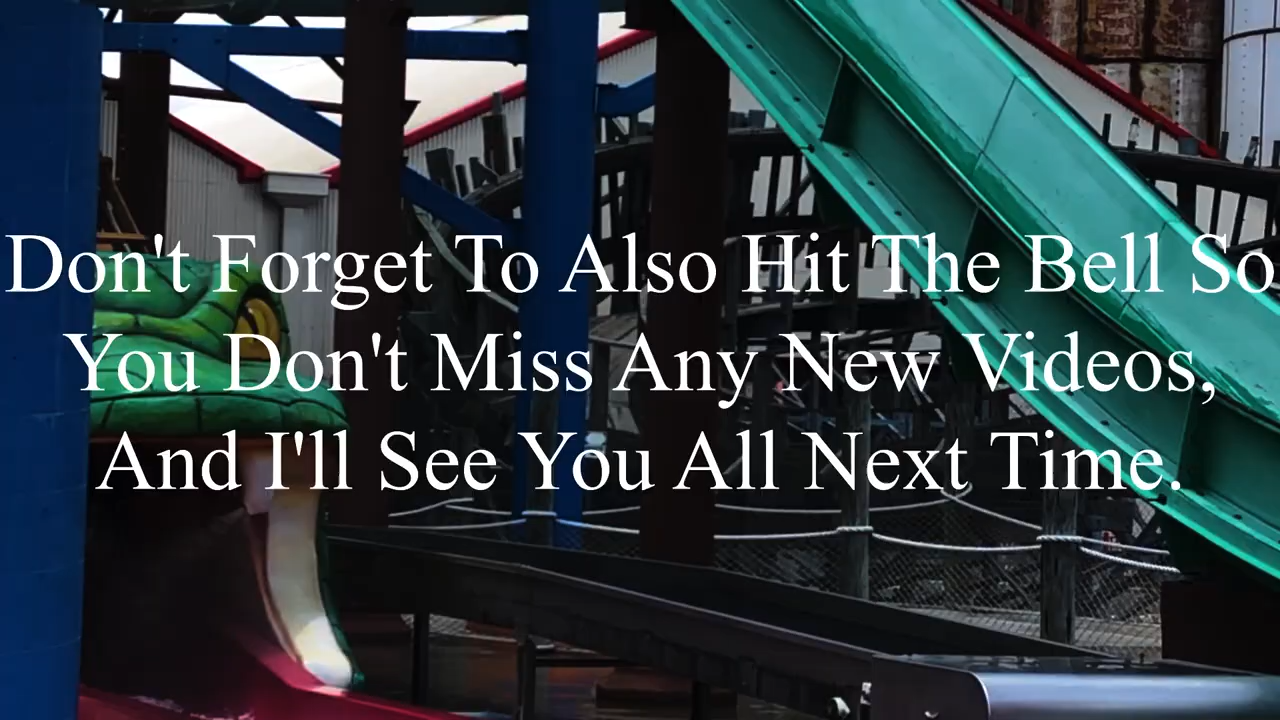 Don't Forget To Also Hit The Bell So
You Don't Miss Any New Videos,
And I'll See You All Next Time.